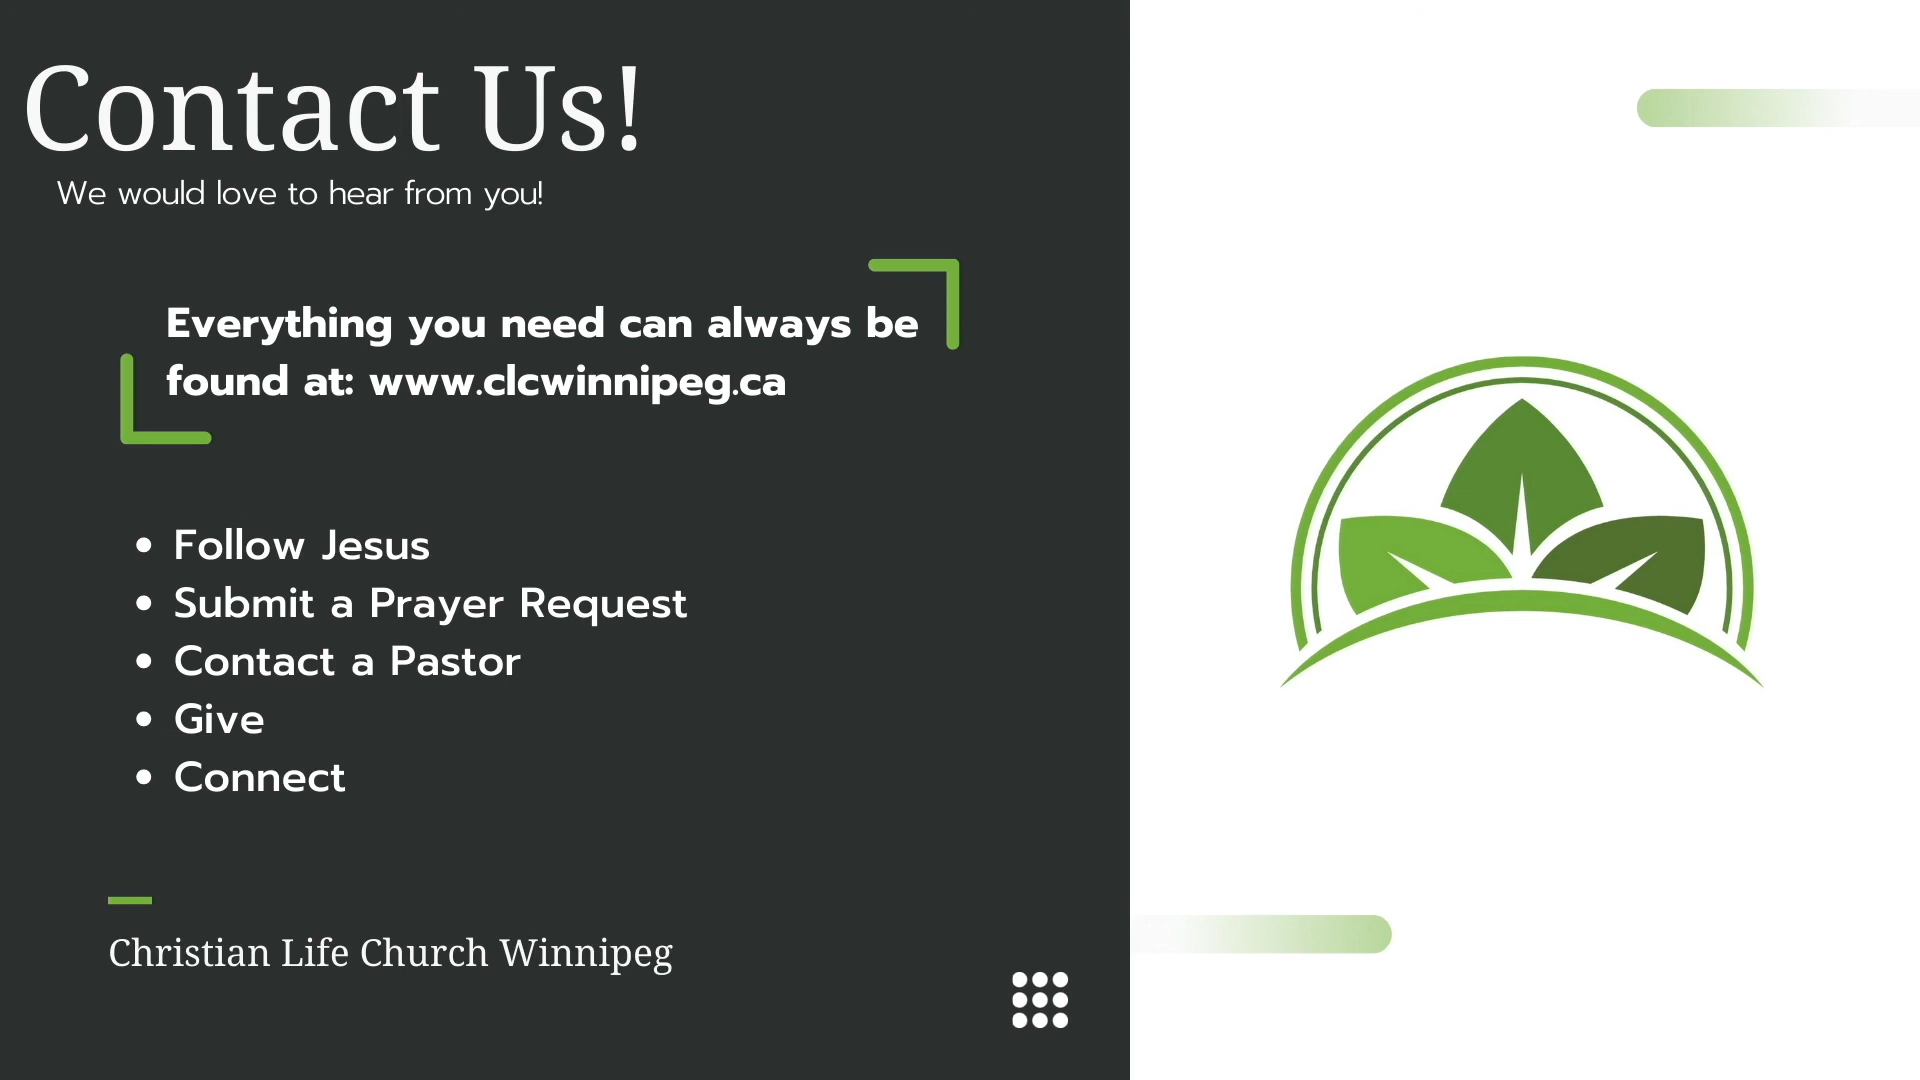 Contact Us!
We would love to hear from you!
Everything you need can always be
found at: www.clcwinnipeg.ca
• Follow Jesus
• Submit a Prayer Request
• Contact a Pastor
• Give
• Connect
Christian Life Church Winnipeg